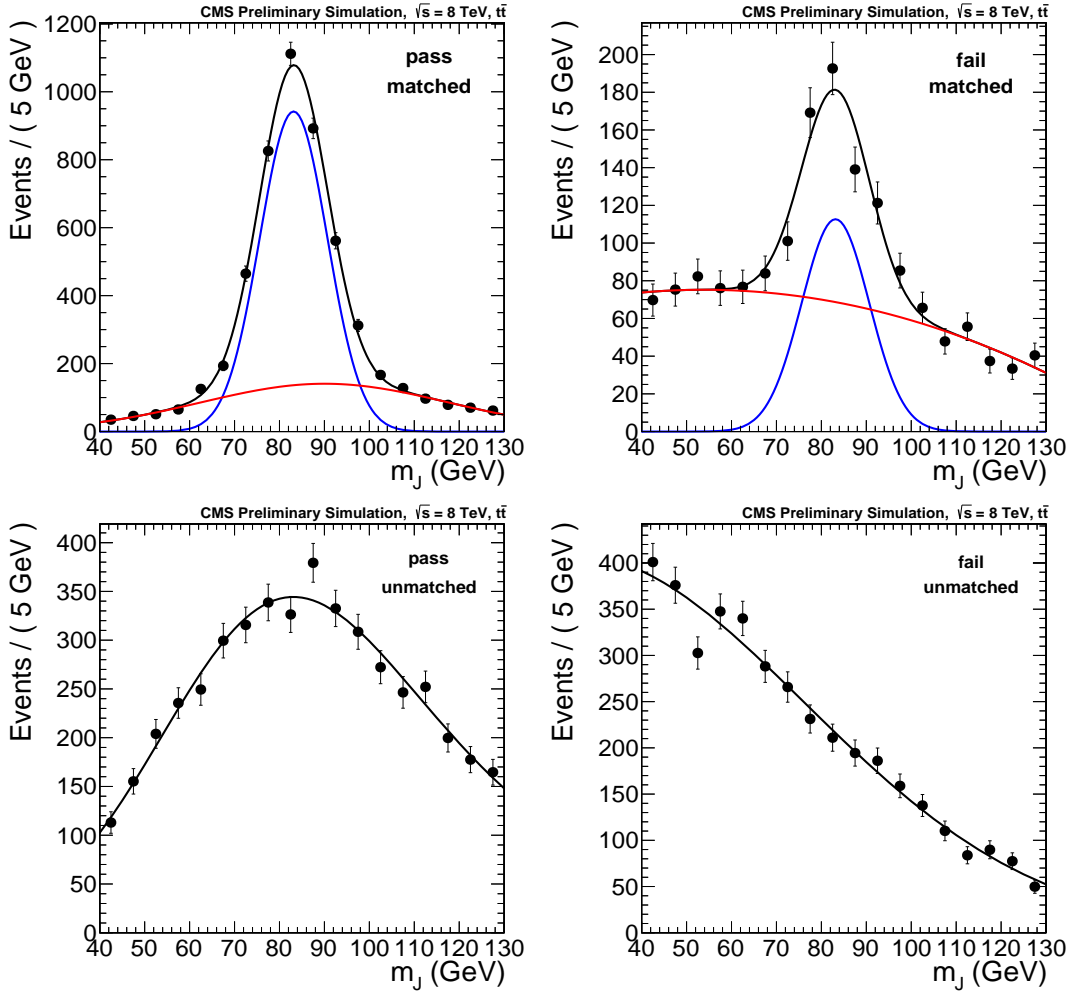 CMS Preliminary Simulation, √s = 8 TeV, tt̄
pass
matched
Events / ( 5 GeV )
0
200
400
600
800
1000
1200
40 50 60 70 80 90 100 110 120 130
m_J (GeV)
CMS Preliminary Simulation, √s = 8 TeV, tt̄
fail
matched
Events / ( 5 GeV )
0
20
40
60
80
100
120
140
160
180
200
40 50 60 70 80 90 100 110 120 130
m_J (GeV)
CMS Preliminary Simulation, √s = 8 TeV, tt̄
pass
unmatched
Events / ( 5 GeV )
0
50
100
150
200
250
300
350
400
40 50 60 70 80 90 100 110 120 130
m_J (GeV)
CMS Preliminary Simulation, √s = 8 TeV, tt̄
fail
unmatched
Events / ( 5 GeV )
50
100
150
200
250
300
350
400
40 50 60 70 80 90 100 110 120 130
m_J (GeV)